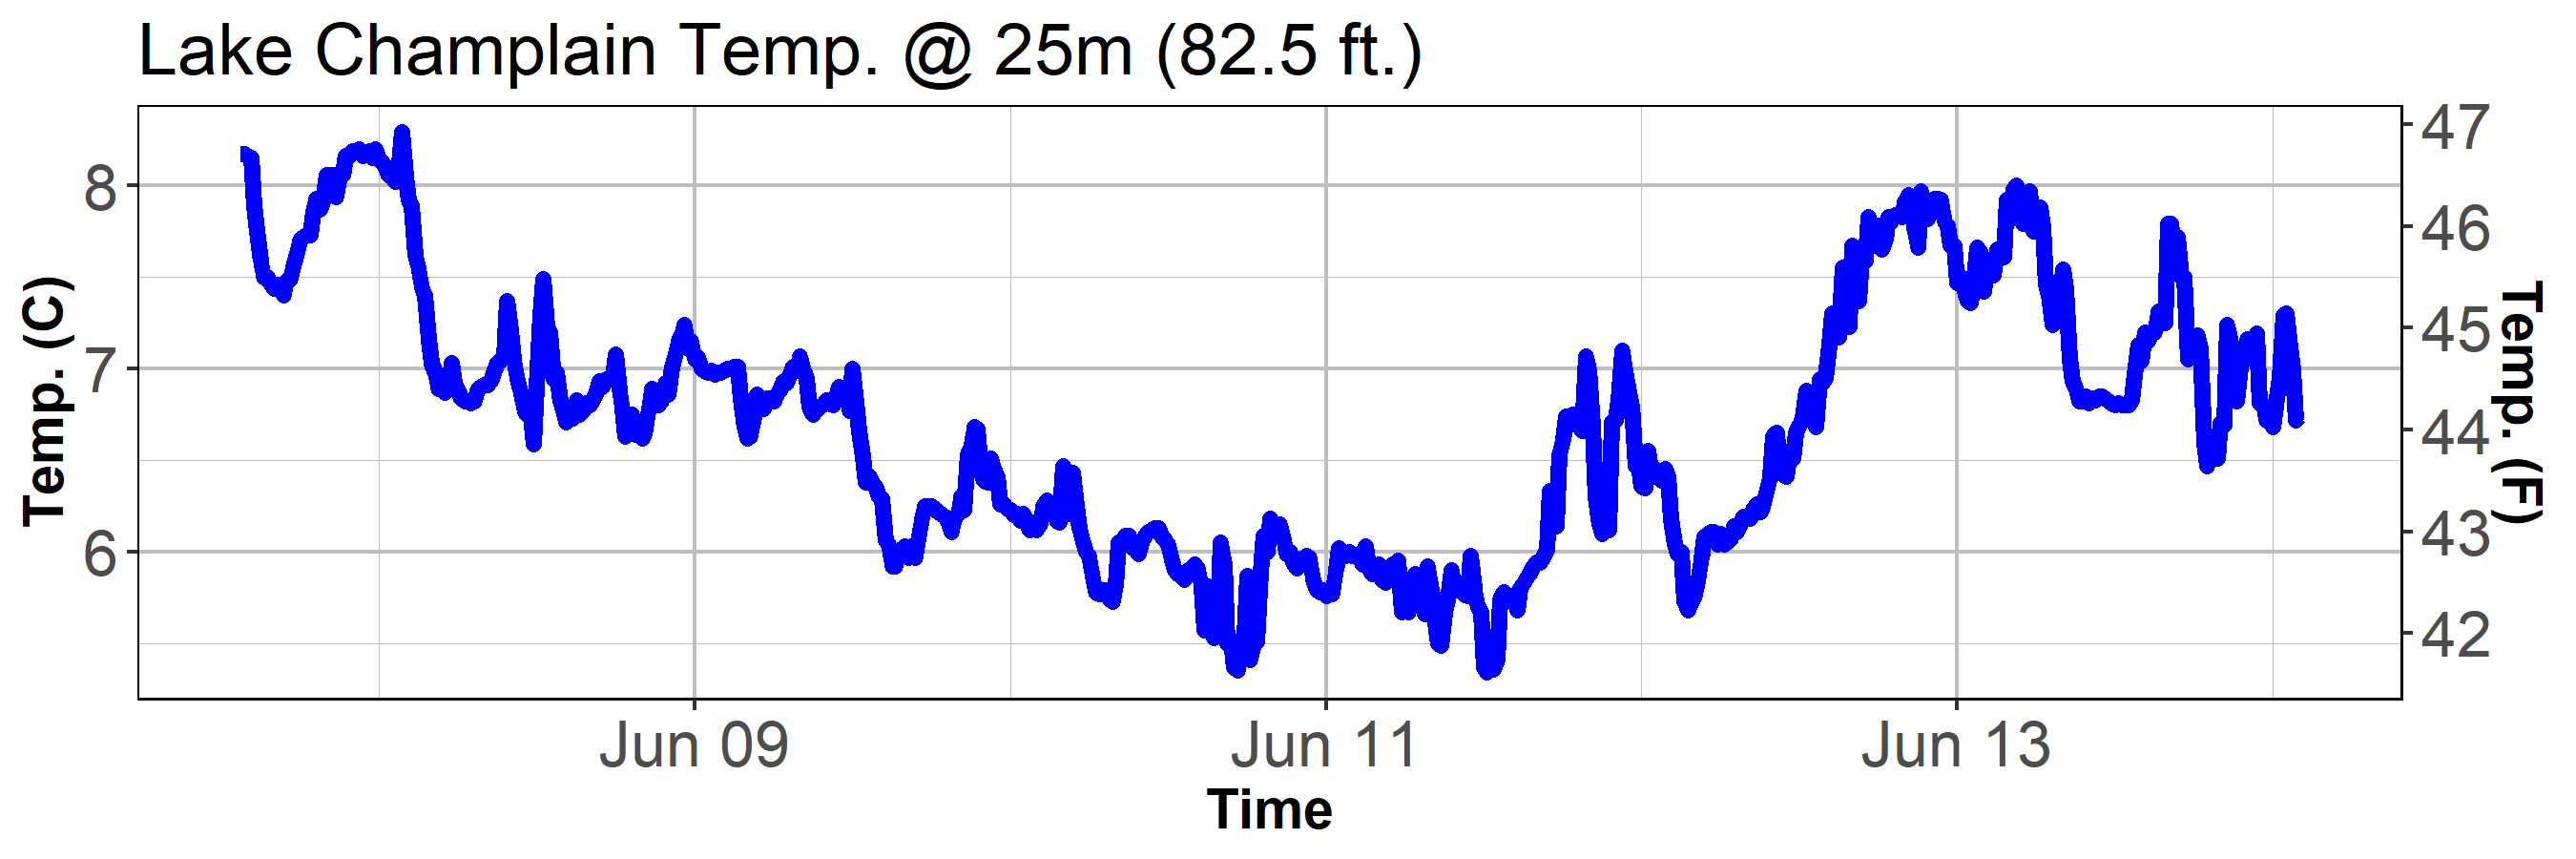 Lake Champlain Temp. @ 25m (82.5 ft.)
Temp. (C)
8
7
6
47
46
45
44
43
42
Temp. (F)
Jun 09 Jun 11 Jun 13
Time